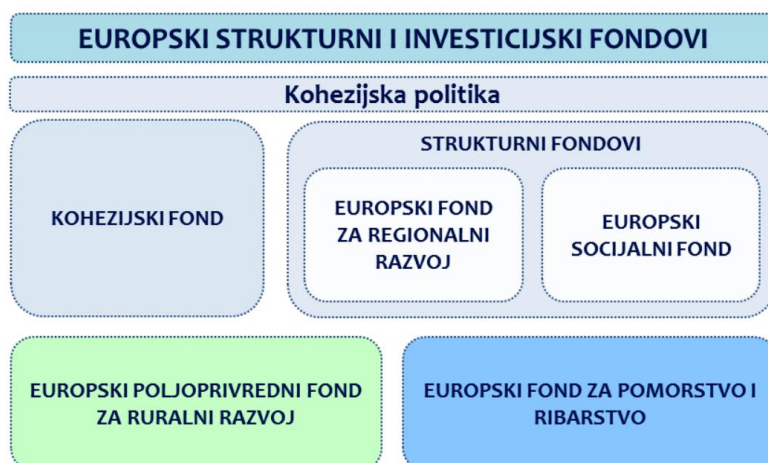 EUROPSKI STRUKTURNI I INVESTICIJSKI FONDOVI
Kohezijska politika
KOHEZIJSKI FOND
STRUKTURNI FONDOVI
EUROPSKI FOND
ZA REGIONALNI
RAZVOJ
EUROPSKI
SOCIJALNI FOND
EUROPSKI POLJOPRIVREDNI FOND
ZA RURALNI RAZVOJ
EUROPSKI FOND ZA POMORSTVO I
RIBARSTVO